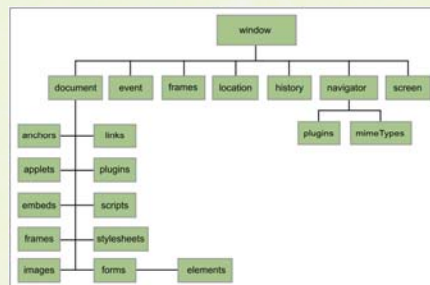 window
document event frames location history navigator screen
anchors links plugins mimeTypes
applets plugins
embeds scripts
frames stylesheets
images forms elements